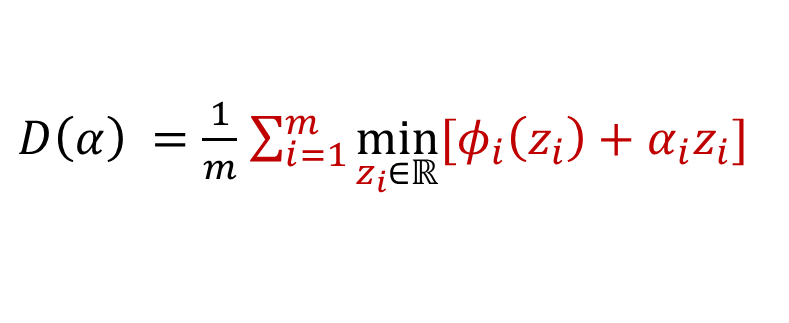 D(α) = 1/m ∑_{i=1}^{m} min_{z_i∈ℝ} [ϕ_i(z_i) + α_i z_i]